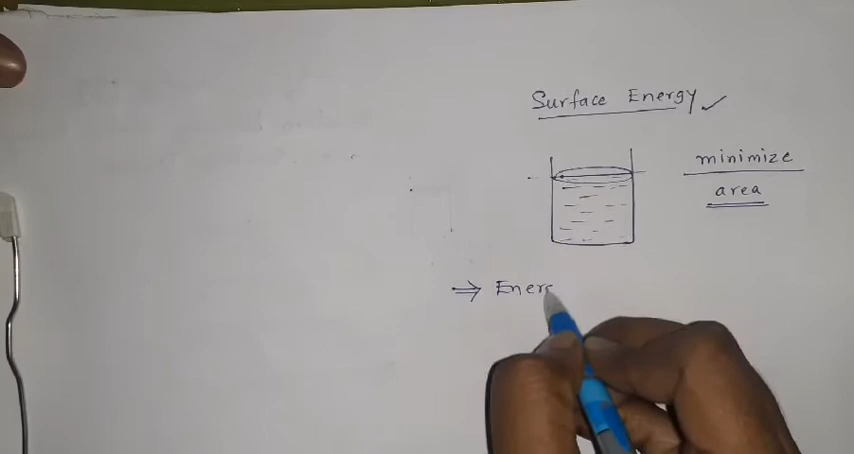 Surface Energy
minimize
area
⇒ Ener